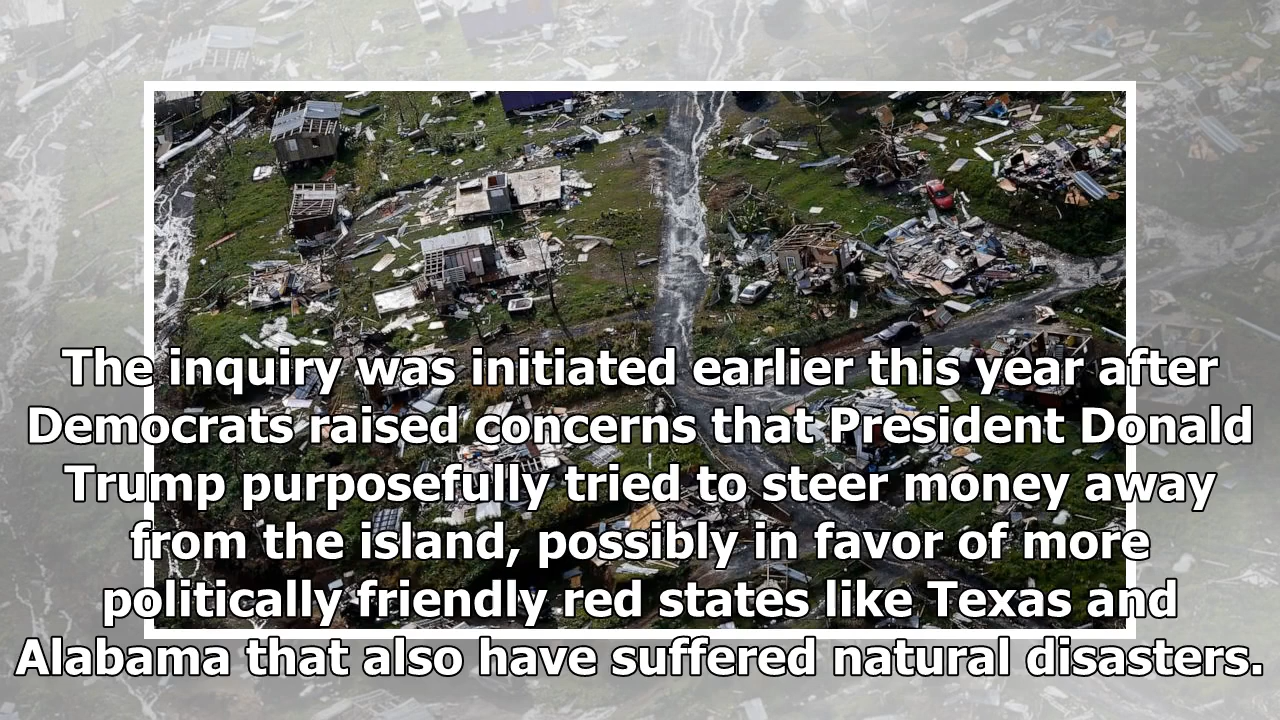 The inquiry was initiated earlier this year after
Democrats raised concerns that President Donald
Trump purposefully tried to steer money away
from the island, possibly in favor of more
politically friendly red states like Texas and
Alabama that also have suffered natural disasters.